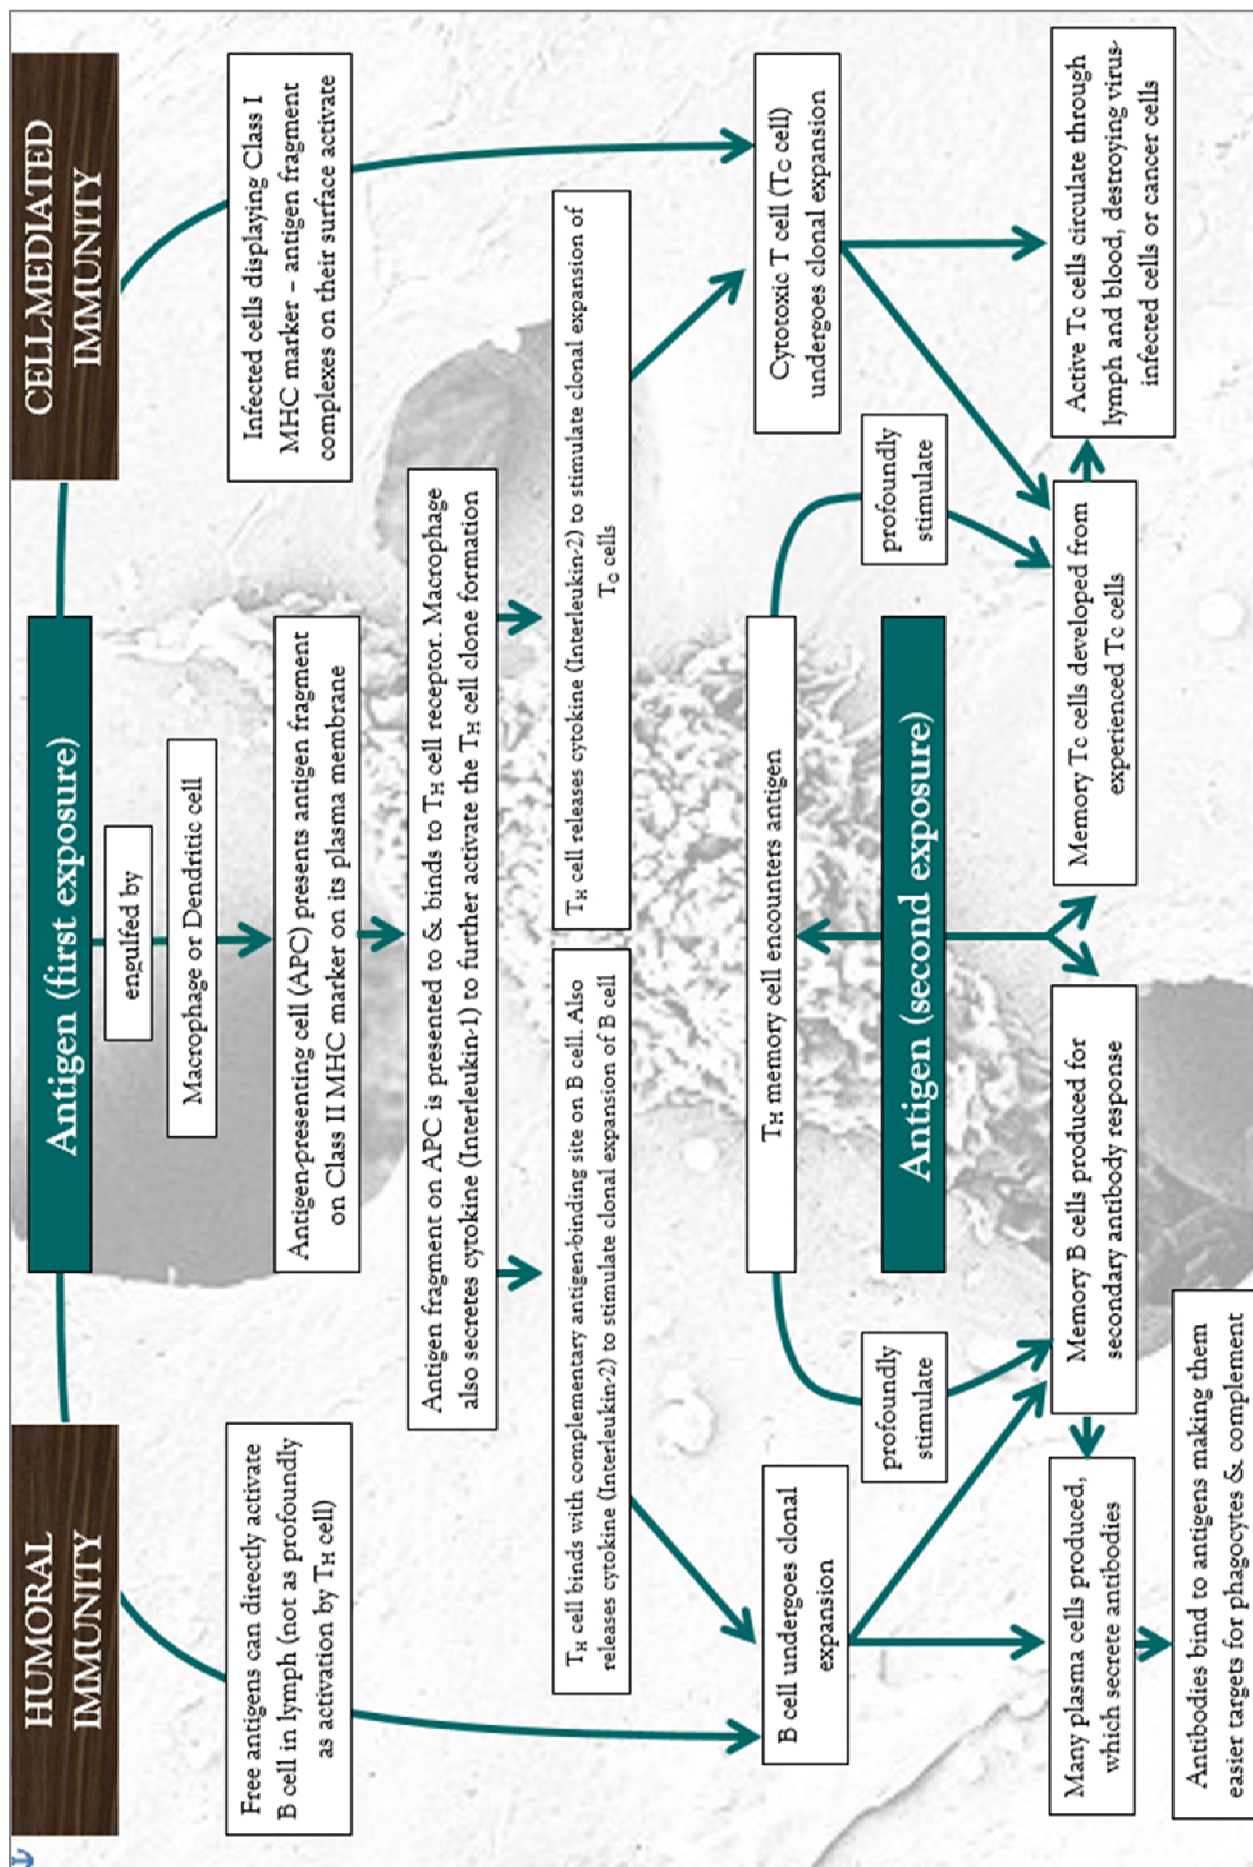 HUMORAL
IMMUNITY
Antigen (first exposure)
CELL-MEDIATED
IMMUNITY
engulfed by
Macrophage or Dendritic cell
Free antigens can directly activate
B cell in lymph (not as profoundly
as activation by TH cell)
Antigen-presenting cell (APC) presents antigen fragment
on Class II MHC marker on its plasma membrane
Infected cells displaying Class I
MHC marker – antigen fragment
complexes on their surface activate
Antigen fragment on APC is presented to & binds to TH cell receptor. Macrophage
also secretes cytokine (Interleukin-1) to further activate the TH cell clone formation
TH cell binds with complementary antigen-binding site on B cell. Also
releases cytokine (Interleukin-2) to stimulate clonal expansion of B cell
TH cell releases cytokine (Interleukin-2) to stimulate clonal expansion of
TC cells
B cell undergoes clonal
expansion
TH memory cell encounters antigen
Cytotoxic T cell (TC cell)
undergoes clonal expansion
profoundly
stimulate
Antigen (second exposure)
profoundly
stimulate
Many plasma cells produced,
which secrete antibodies
Memory B cells produced for
secondary antibody response
Memory TC cells developed from
experienced TC cells
Active TC cells circulate through
lymph and blood, destroying virus-
infected cells or cancer cells
Antibodies bind to antigens making them
easier targets for phagocytes & complement